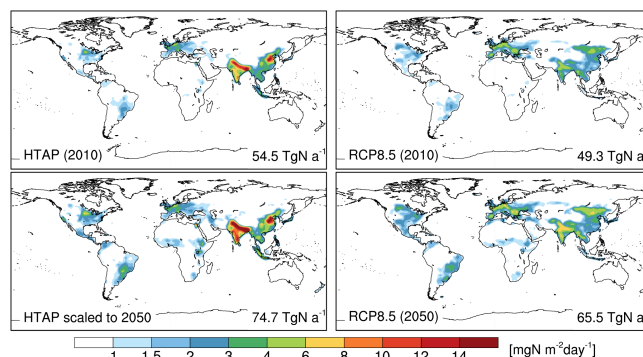 HTAP (2010) 54.5 TgN a⁻¹
RCP8.5 (2010) 49.3 TgN a⁻¹
HTAP scaled to 2050 74.7 TgN a⁻¹
RCP8.5 (2050) 65.5 TgN a⁻¹
1 1.5 2 3 4 6 8 10 12 14 [mgN m⁻²day⁻¹]